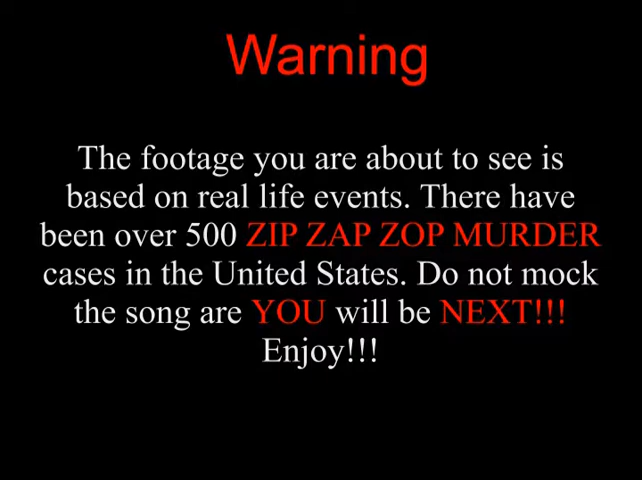 Warning
The footage you are about to see is
based on real life events. There have
been over 500 ZIP ZAP ZOP MURDER
cases in the United States. Do not mock
the song are YOU will be NEXT!!!
Enjoy!!!